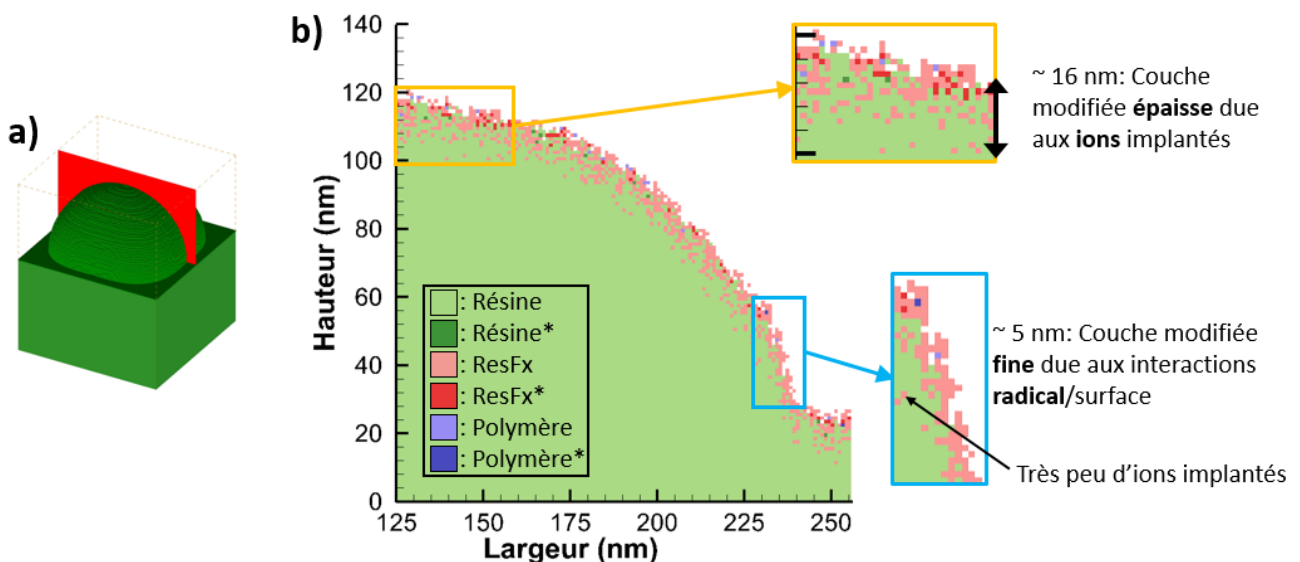 a)
b)
Hauteur (nm)
140
120
100
80
60
40
20
0
125
150
175
200
225
250
Largeur (nm)
: Résine
: Résine*
: ResFx
: ResFx*
: Polymère
: Polymère*
~ 16 nm: Couche
modifiée épaisse due
aux ions implantés
~ 5 nm: Couche modifiée
fine due aux interactions
radical/surface
Très peu d’ions implantés